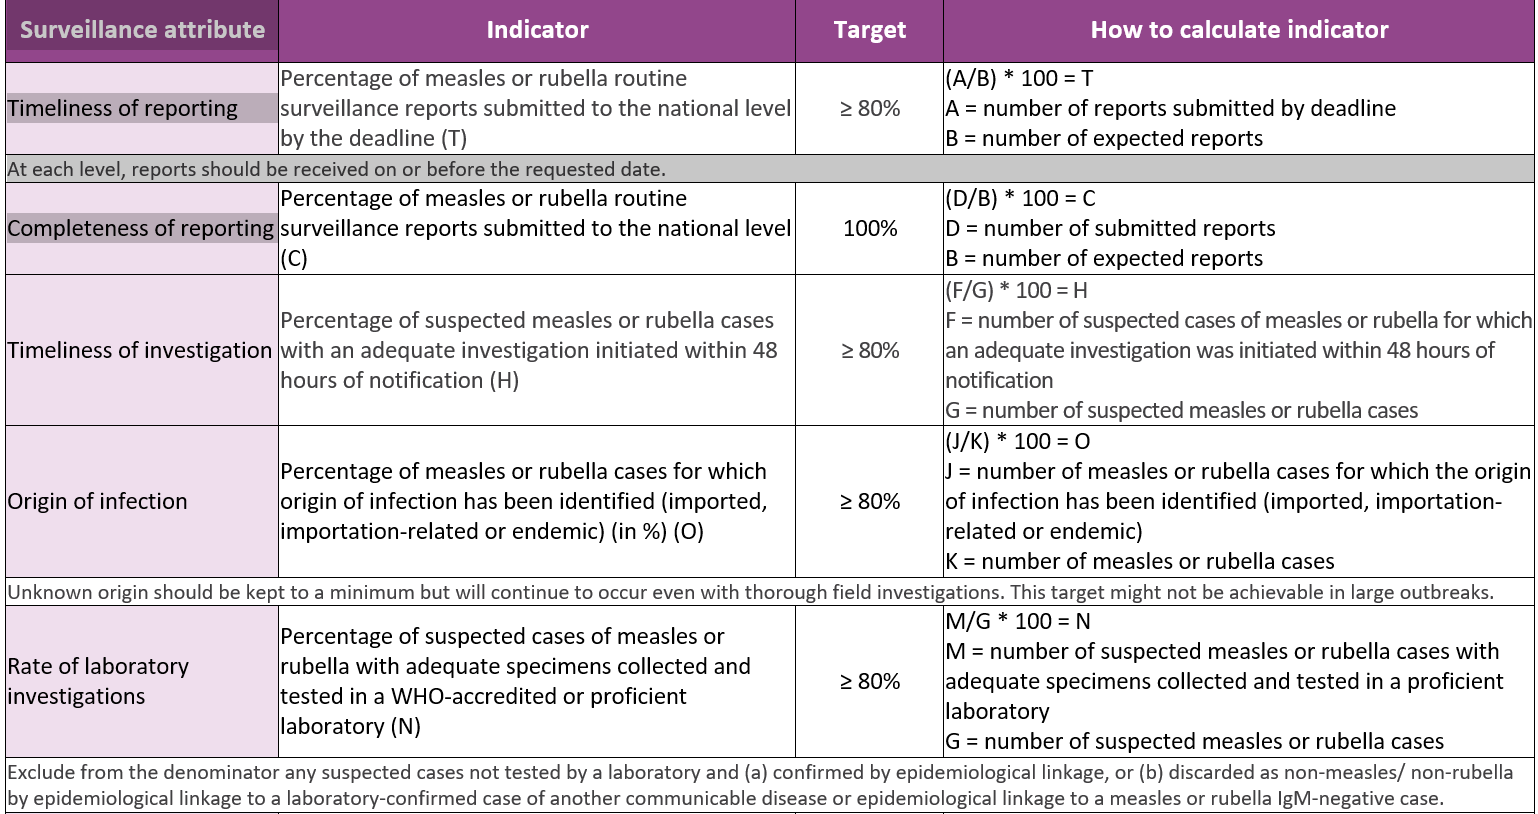 Surveillance attribute
Indicator
Target
How to calculate indicator
Timeliness of reporting
Percentage of measles or rubella routine
surveillance reports submitted to the national level
by the deadline (T)
≥ 80%
(A/B) * 100 = T
A = number of reports submitted by deadline
B = number of expected reports
At each level, reports should be received on or before the requested date.
Completeness of reporting
Percentage of measles or rubella routine
surveillance reports submitted to the national level
(C)
100%
(D/B) * 100 = C
D = number of submitted reports
B = number of expected reports
Timeliness of investigation
Percentage of suspected measles or rubella cases
with an adequate investigation initiated within 48
hours of notification (H)
≥ 80%
(F/G) * 100 = H
F = number of suspected cases of measles or rubella for which
an adequate investigation was initiated within 48 hours of
notification
G = number of suspected measles or rubella cases
Origin of infection
Percentage of measles or rubella cases for which
origin of infection has been identified (imported,
importation-related or endemic) (in %) (O)
≥ 80%
(J/K) * 100 = O
J = number of measles or rubella cases for which the origin
of infection has been identified (imported, importation-
related or endemic)
K = number of measles or rubella cases
Unknown origin should be kept to a minimum but will continue to occur even with thorough field investigations. This target might not be achievable in large outbreaks.
Rate of laboratory
investigations
Percentage of suspected cases of measles or
rubella with adequate specimens collected and
tested in a WHO-accredited or proficient
laboratory (N)
≥ 80%
M/G * 100 = N
M = number of suspected measles or rubella cases with
adequate specimens collected and tested in a proficient
laboratory
G = number of suspected measles or rubella cases
Exclude from the denominator any suspected cases not tested by a laboratory and (a) confirmed by epidemiological linkage, or (b) discarded as non-measles/ non-rubella
by epidemiological linkage to a laboratory-confirmed case of another communicable disease or epidemiological linkage to a measles or rubella IgM-negative case.